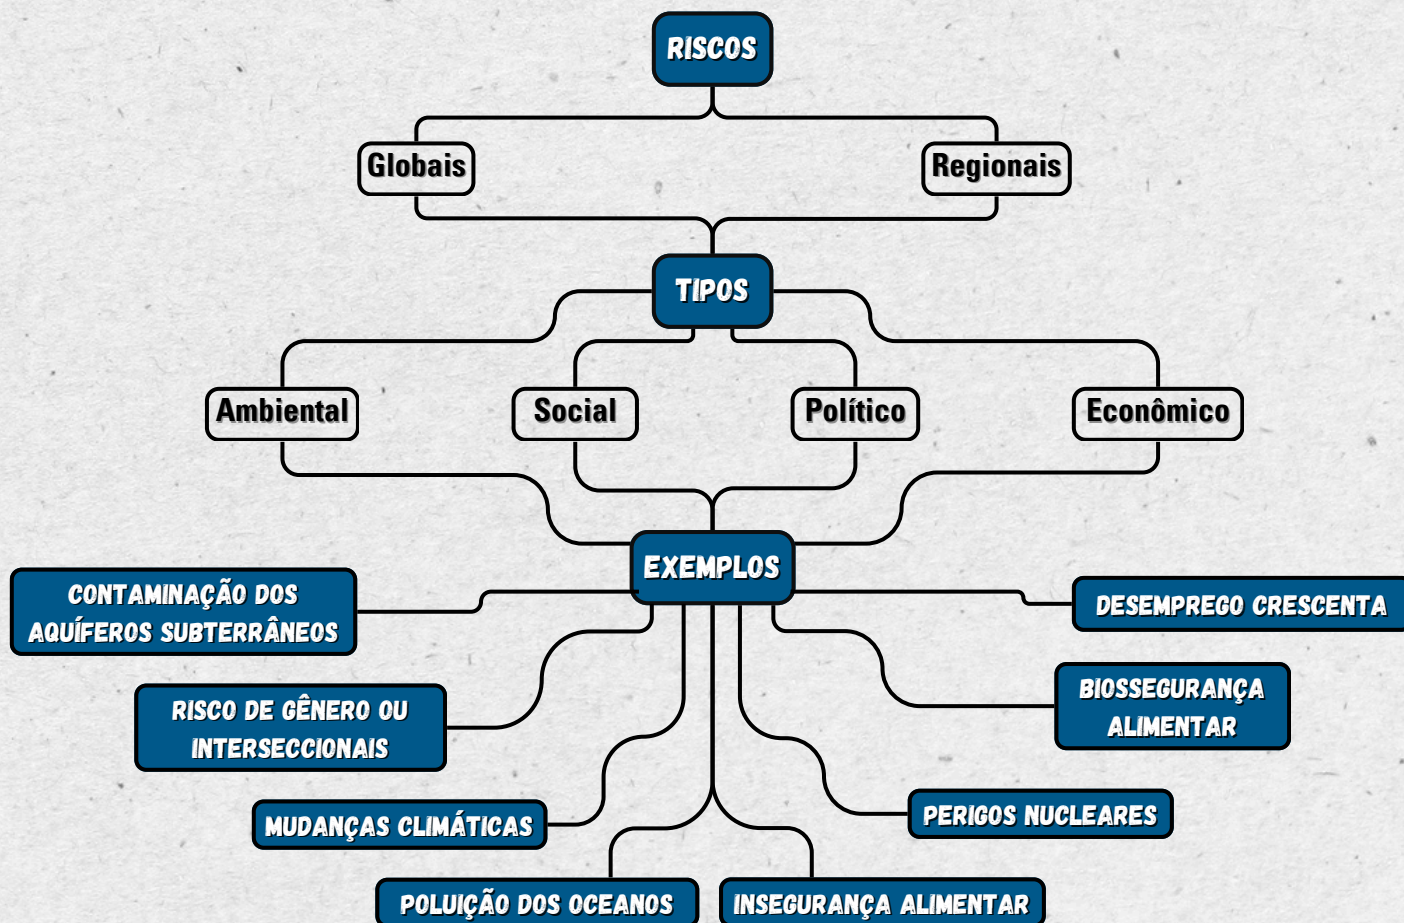 RISCOS
Globais
Regionais
TIPOS
Ambiental
Social
Político
Econômico
EXEMPLOS
CONTAMINAÇÃO DOS
AQUÍFEROS SUBTERRÂNEOS
DESEMPREGO CRESCENTA
RISCO DE GÊNERO OU
INTERSECCIONAIS
BIOSSEGURANÇA
ALIMENTAR
MUDANÇAS CLIMÁTICAS
PERIGOS NUCLEARES
POLUIÇÃO DOS OCEANOS
INSEGURANÇA ALIMENTAR